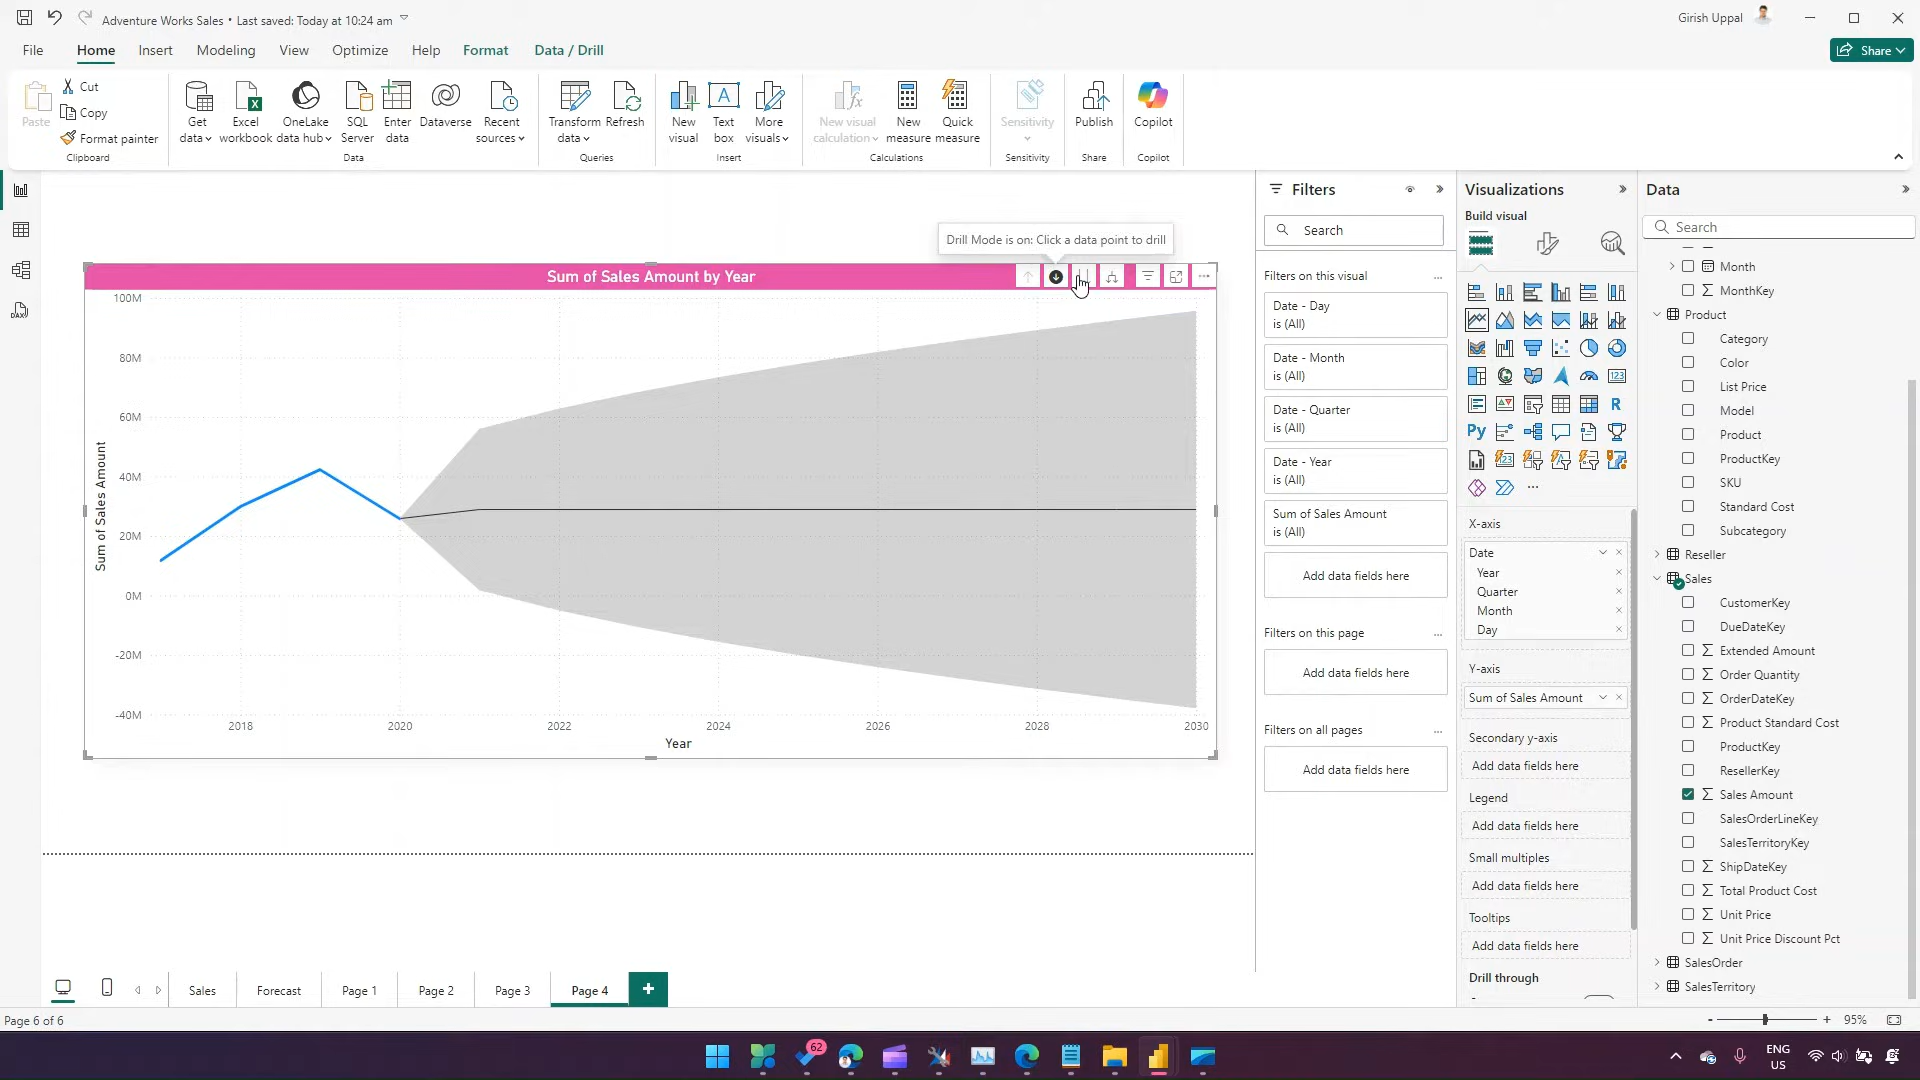 Adventure Works Sales • Last saved: Today at 10:24 am
Girish Uppal
File
Home
Insert
Modeling
View
Optimize
Help
Format
Data / Drill
Share
Paste
Cut
Copy
Format painter
Clipboard
Get
data
Excel
workbook
OneLake
data hub
SQL
Server
Enter
data
Dataverse
Recent
sources
Data
Transform
data
Refresh
Queries
New
visual
Text
box
More
visuals
Insert
New visual
calculation
New
measure
Quick
measure
Calculations
Sensitivity
Sensitivity
Publish
Share
Copilot
Copilot
Drill Mode is on: Click a data point to drill
Sum of Sales Amount by Year
Sum of Sales Amount
100M
80M
60M
40M
20M
0M
-20M
-40M
2018
2020
2022
2024
2026
2028
2030
Year
Filters
Search
Filters on this visual
...
Date - Day
is (All)
Date - Month
is (All)
Date - Quarter
is (All)
Date - Year
is (All)
Sum of Sales Amount
is (All)
Add data fields here
Filters on this page
...
Add data fields here
Filters on all pages
...
Add data fields here
Visualizations
Build visual
123
R
Py
...
X-axis
Date
Year
Quarter
Month
Day
Y-axis
Sum of Sales Amount
Secondary y-axis
Add data fields here
Legend
Add data fields here
Small multiples
Add data fields here
Tooltips
Add data fields here
Drill through
Data
Search
Month
MonthKey
Product
Category
Color
List Price
Model
Product
ProductKey
SKU
Standard Cost
Subcategory
Reseller
Sales
CustomerKey
DueDateKey
Extended Amount
Order Quantity
OrderDateKey
Product Standard Cost
ProductKey
ResellerKey
Sales Amount
SalesOrderLineKey
SalesTerritoryKey
ShipDateKey
Total Product Cost
Unit Price
Unit Price Discount Pct
SalesOrder
SalesTerritory
Sales
Forecast
Page 1
Page 2
Page 3
Page 4
+
Page 6 of 6
- + 95%
62
ENG
US